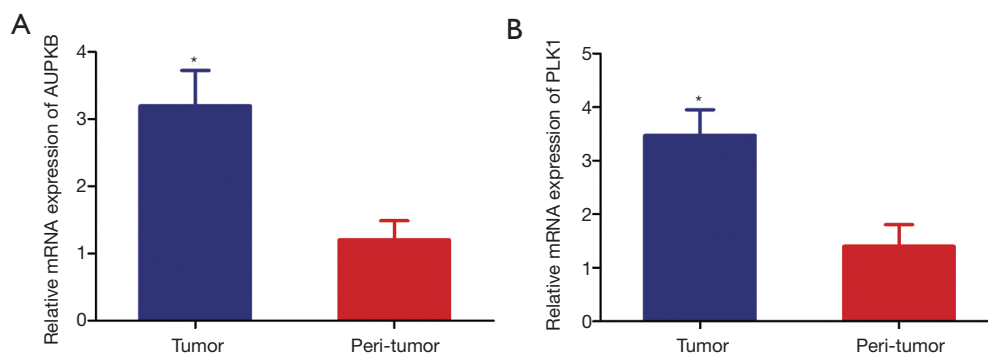 A
Relative mRNA expression of AUPKB
4
3
2
1
0
*
Tumor
Peri-tumor
B
Relative mRNA expression of PLK1
5
4
3
2
1
0
*
Tumor
Peri-tumor